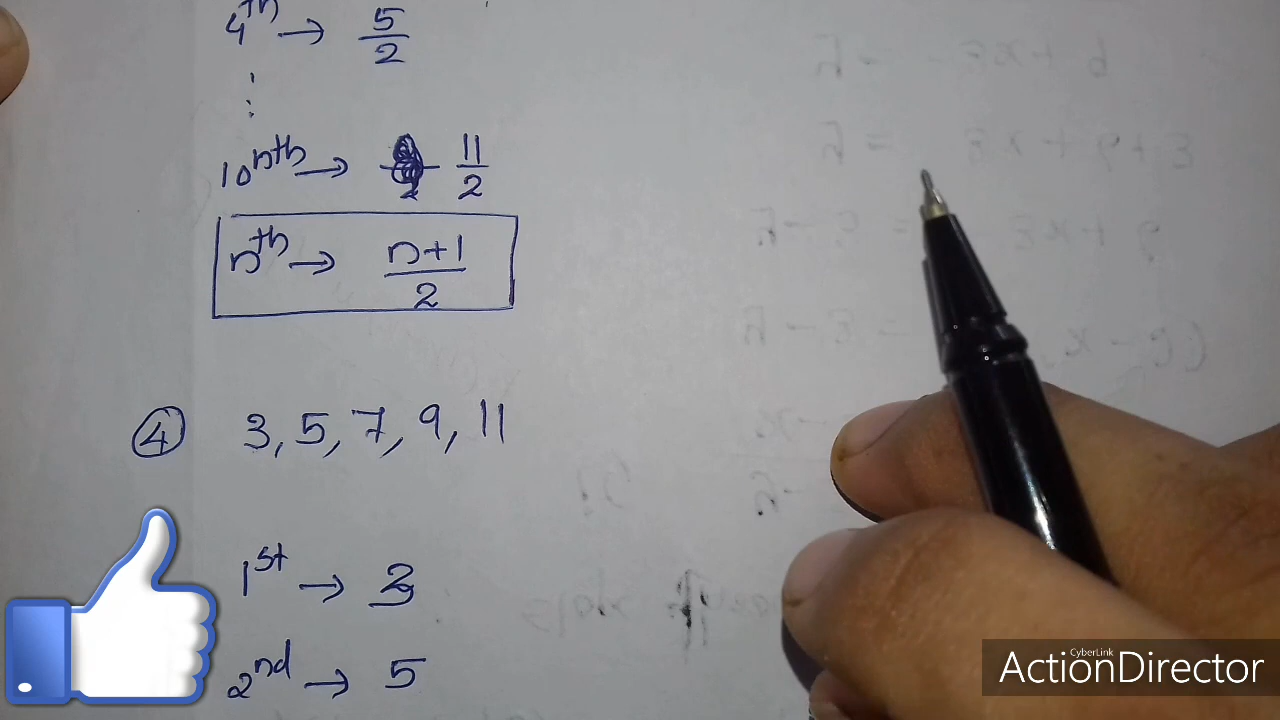 4th → 5/2
10nth → 11/2
nth → n+1/2
④ 3, 5, 7, 9, 11
1st → 3
2nd → 5
CyberLink
ActionDirector